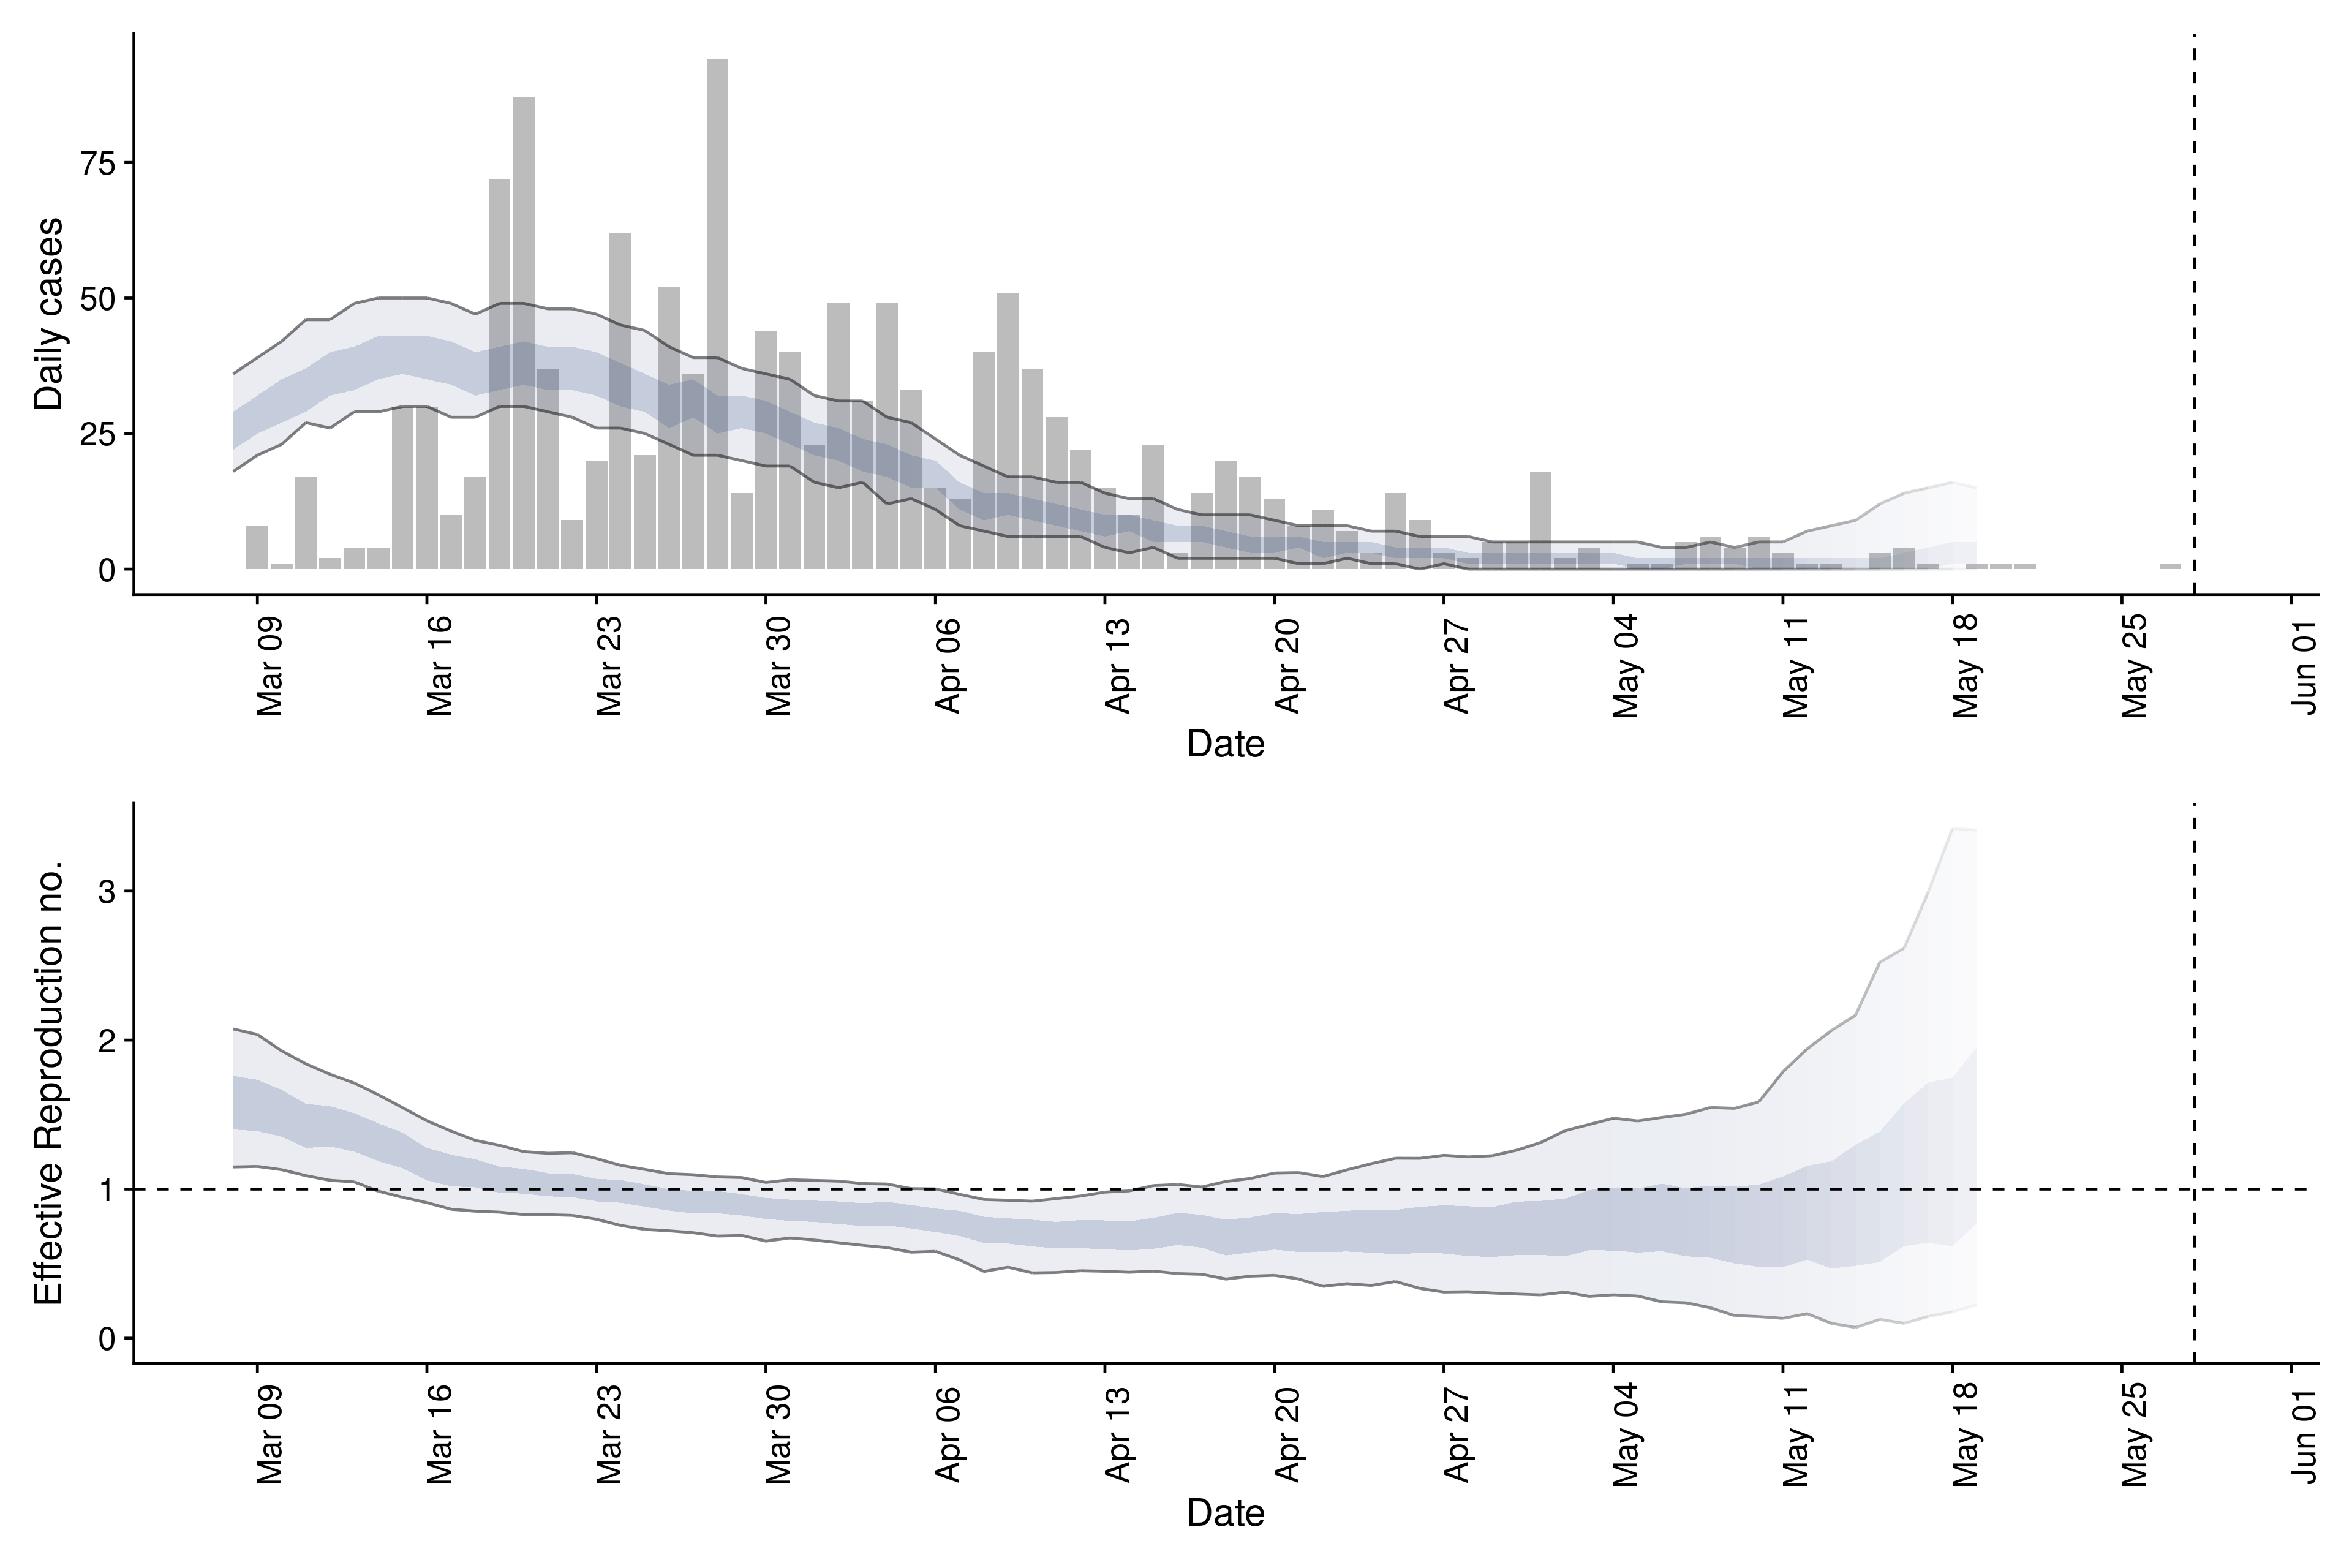 Daily cases
75
50
25
0
Mar 09
Mar 16
Mar 23
Mar 30
Apr 06
Apr 13
Apr 20
Apr 27
May 04
May 11
May 18
May 25
Jun 01
Date
Effective Reproduction no.
3
2
1
0
Mar 09
Mar 16
Mar 23
Mar 30
Apr 06
Apr 13
Apr 20
Apr 27
May 04
May 11
May 18
May 25
Jun 01
Date